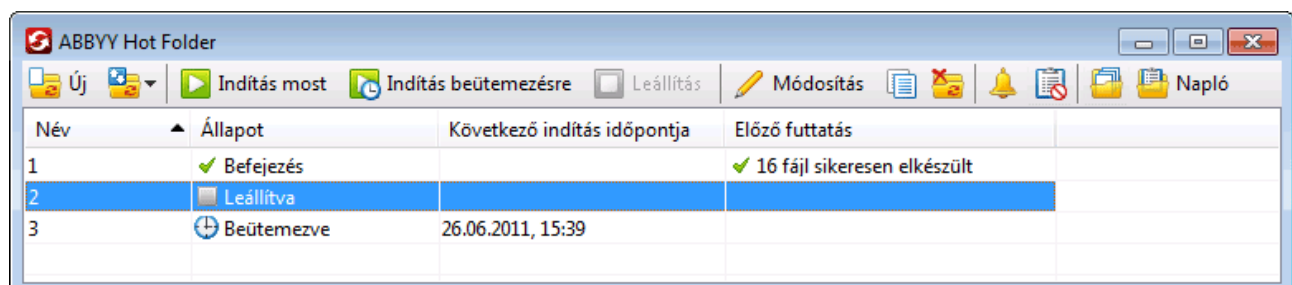 ABBYY Hot Folder
Új Indítás most Indítás beütemezésre Leállítás Módosítás Napló
Név Állapot Következő indítás időpontja Előző futtatás
1 Befejezés 16 fájl sikeresen elkészült
2 Leállítva
3 Beütemezve 26.06.2011, 15:39